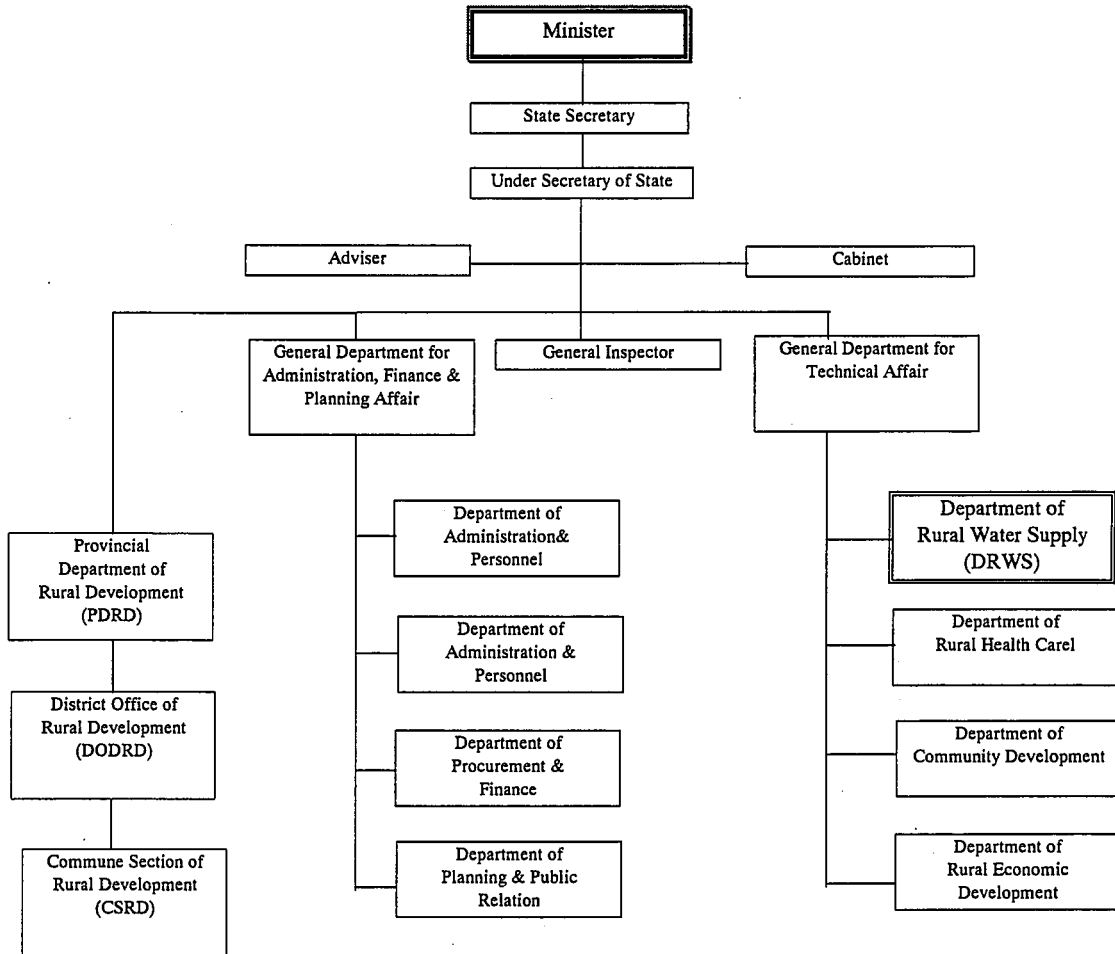 Minister
State Secretary
Under Secretary of State
Adviser
Cabinet
General Department for
Administration, Finance &
Planning Affair
General Inspector
General Department for
Technical Affair
Provincial
Department of
Rural Development
(PDRD)
District Office of
Rural Development
(DODRD)
Commune Section of
Rural Development
(CSRD)
Department of
Administration&
Personnel
Department of
Administration &
Personnel
Department of
Procurement &
Finance
Department of
Planning & Public
Relation
Department of
Rural Water Supply
(DRWS)
Department of
Rural Health Carel
Department of
Community Development
Department of
Rural Economic
Development